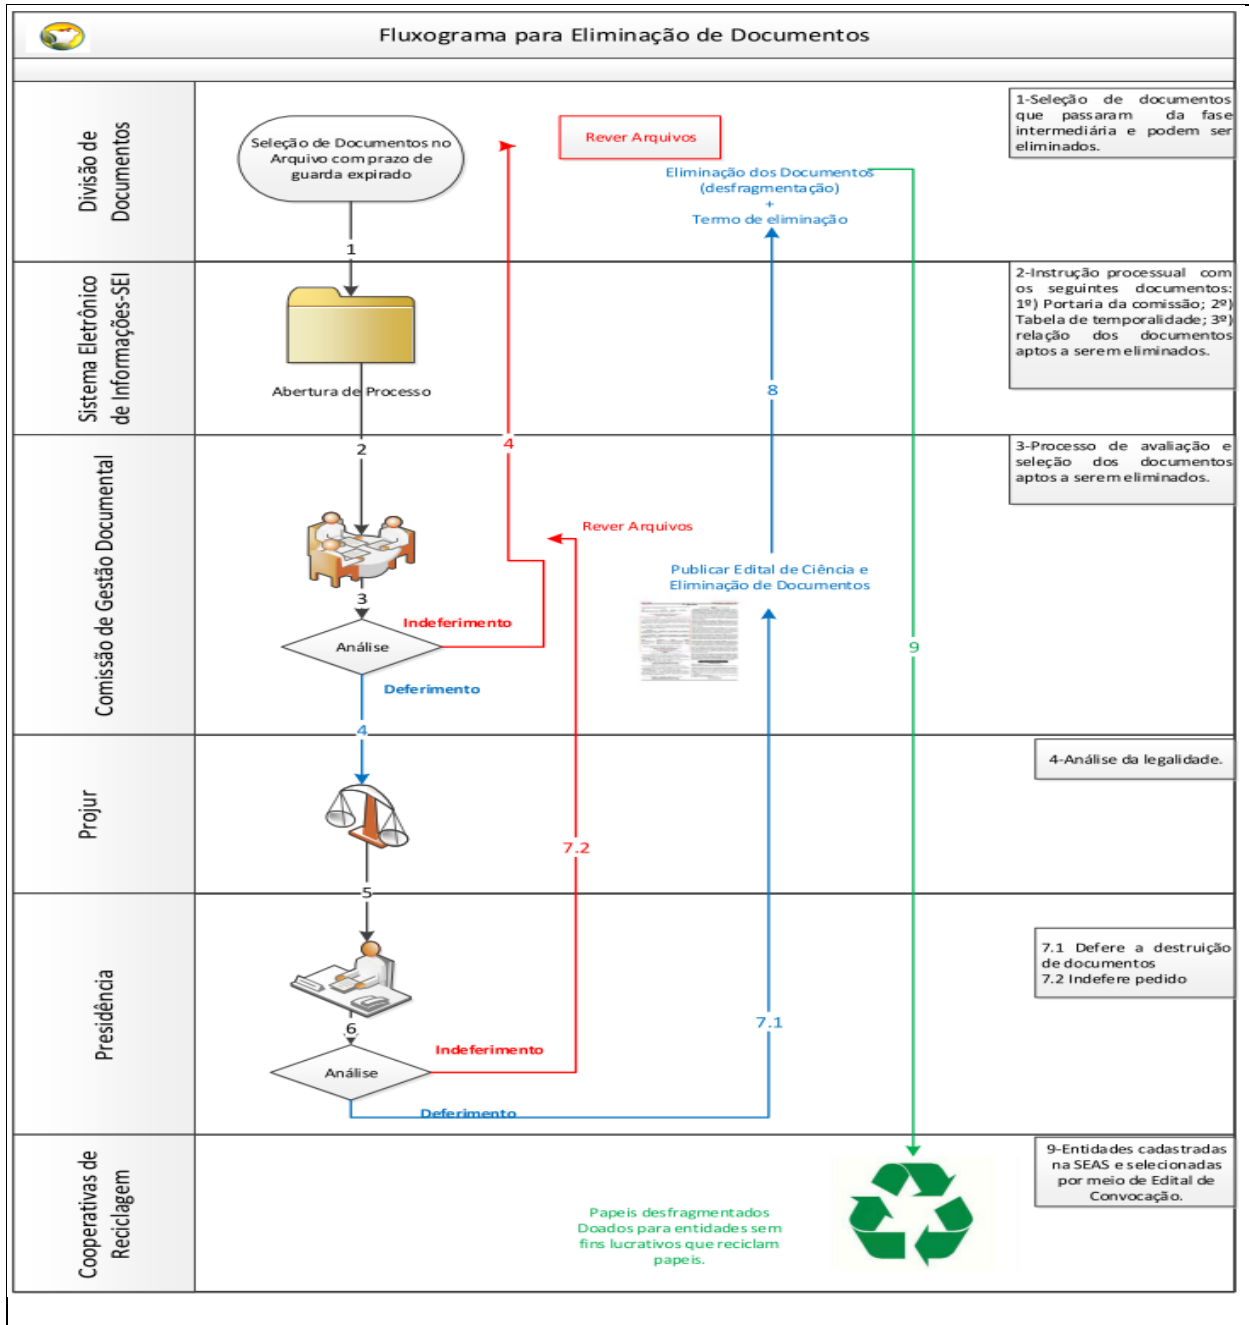 Fluxograma para Eliminação de Documentos
Divisão de
Documentos
Seleção de Documentos no
Arquivo com prazo de
guarda expirado
Rever Arquivos
Eliminação dos Documentos
(desfragmentação)
+
Termo de eliminação
1-Seleção de documentos
que passaram da fase
intermediária e podem ser
eliminados.
1
Sistema Eletrônico
de Informações-SEI
Abertura de Processo
8
2-Instrução processual com
os seguintes documentos:
1º) Portaria da comissão; 2º)
Tabela de temporalidade; 3º)
relação dos documentos
aptos a serem eliminados.
2
4
Comissão de Gestão Documental
3-Processo de avaliação e
seleção dos documentos
aptos a serem eliminados.
Rever Arquivos
Publicar Edital de Ciência e
Eliminação de Documentos
3
Indeferimento
Análise
9
Deferimento
4
Projur
4-Análise da legalidade.
7.2
5
Presidência
7.1 Defere a destruição
de documentos
7.2 Indefere pedido
6
7.1
Indeferimento
Análise
Deferimento
Cooperativas de
Reciclagem
9-Entidades cadastradas
na SEAS e selecionadas
por meio de Edital de
Convocação.
Papeis desfragmentados
Doados para entidades sem
fins lucrativos que reciclam
papeis.